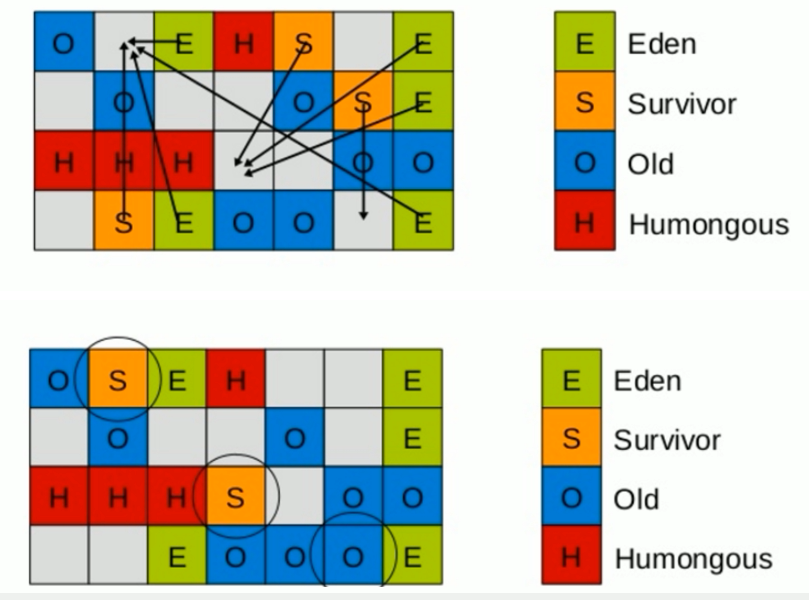 O E H S E
E Eden
O O S E
S Survivor
H H H O O
O Old
S E O O E
H Humongous
O S E H E
E Eden
O O E
S Survivor
H H H S O O
O Old
E O O O E
H Humongous